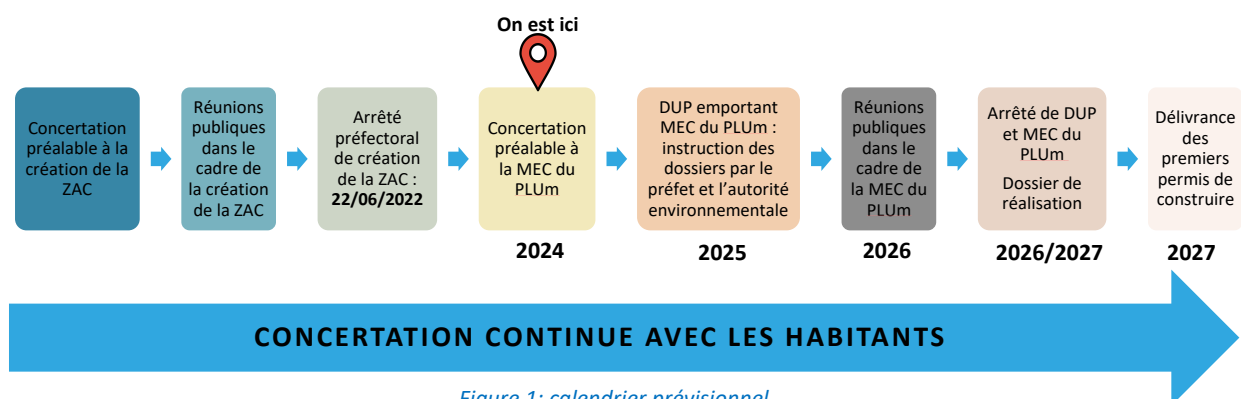 On est ici
Concertation
préalable à la
création de la
ZAC
Réunions
publiques
dans le
cadre de
la création
de la ZAC
Arrêté
préfectoral
de création
de la ZAC :
22/06/2022
Concertation
préalable à
la MEC du
PLUm
2024
DUP emportant
MEC du PLUm :
instruction des
dossiers par le
préfet et l’autorité
environnementale
2025
Réunions
publiques
dans le
cadre de
la MEC du
PLUm
2026
Arrêté de DUP
et MEC du
PLUm
Dossier de
réalisation
2026/2027
Délivrance
des
premiers
permis de
construire
2027
CONCERTATION CONTINUE AVEC LES HABITANTS
Figure 1: calendrier prévisionnel